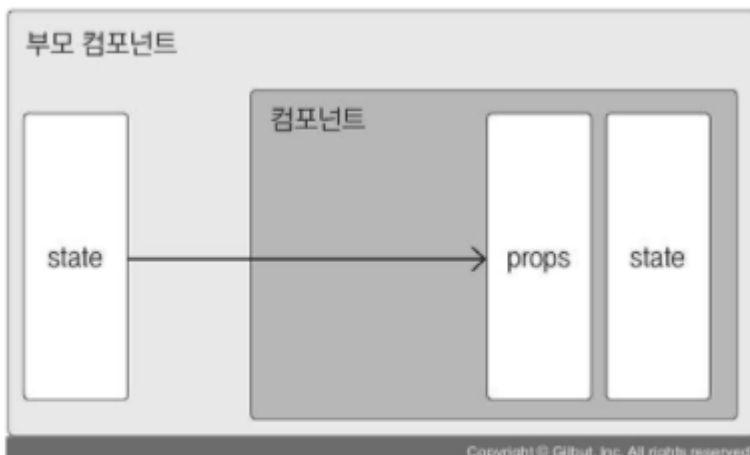 부모 컴포넌트
컴포넌트
state
props
state
Copyright © Gilbut, Inc. All rights reserved